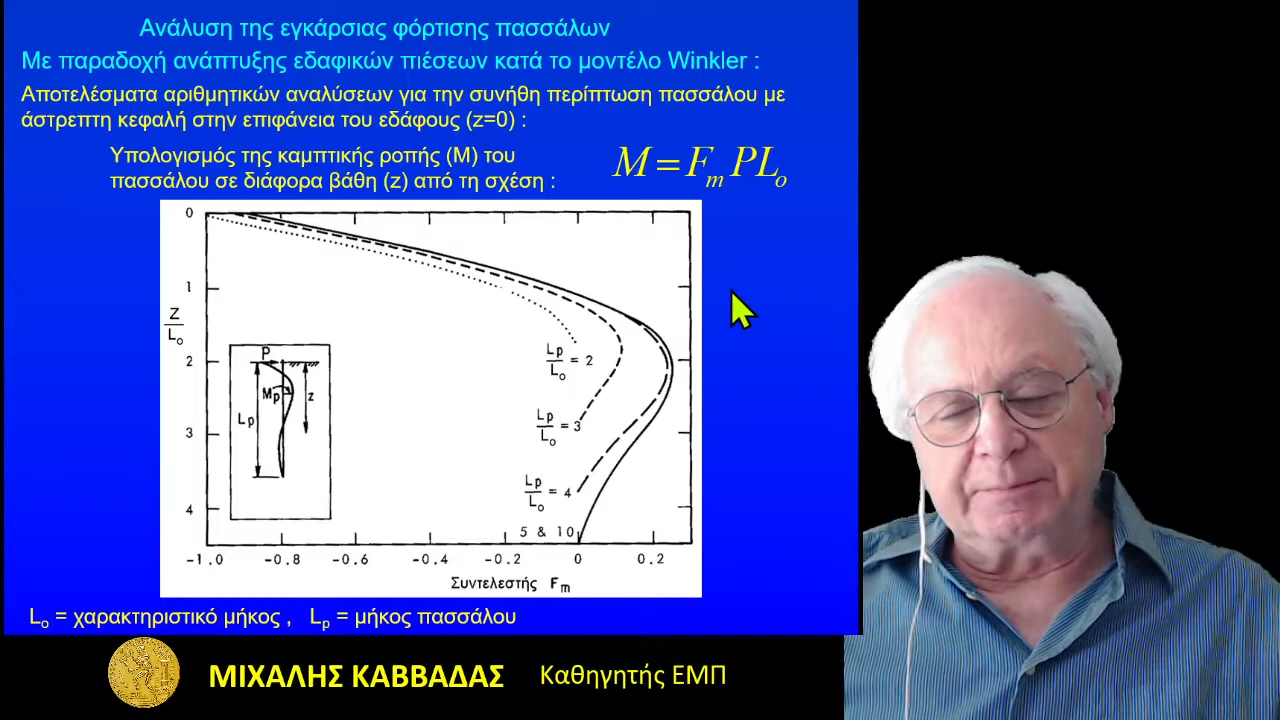 Ανάλυση της εγκάρσιας φόρτισης πασσάλων
Με παραδοχή ανάπτυξης εδαφικών πιέσεων κατά το μοντέλο Winkler :
Αποτελέσματα αριθμητικών αναλύσεων για την συνήθη περίπτωση πασσάλου με
άστρεπτη κεφαλή στην επιφάνεια του εδάφους (z=0) :
Υπολογισμός της καμπτικής ροπής (M) του
πασσάλου σε διάφορα βάθη (z) από τη σχέση :
M = Fm PLo
0
1
Z
Lo
2
3
4
P
Mp
z
Lp
Lp
Lo = 2
Lp
Lo = 3
Lp
Lo = 4
5 & 10
-1.0 -0.8 -0.6 -0.4 -0.2 0 0.2
Συντελεστής Fm
Lo = χαρακτηριστικό μήκος , Lp = μήκος πασσάλου
ΜΙΧΑΛΗΣ ΚΑΒΒΑΔΑΣ Καθηγητής ΕΜΠ